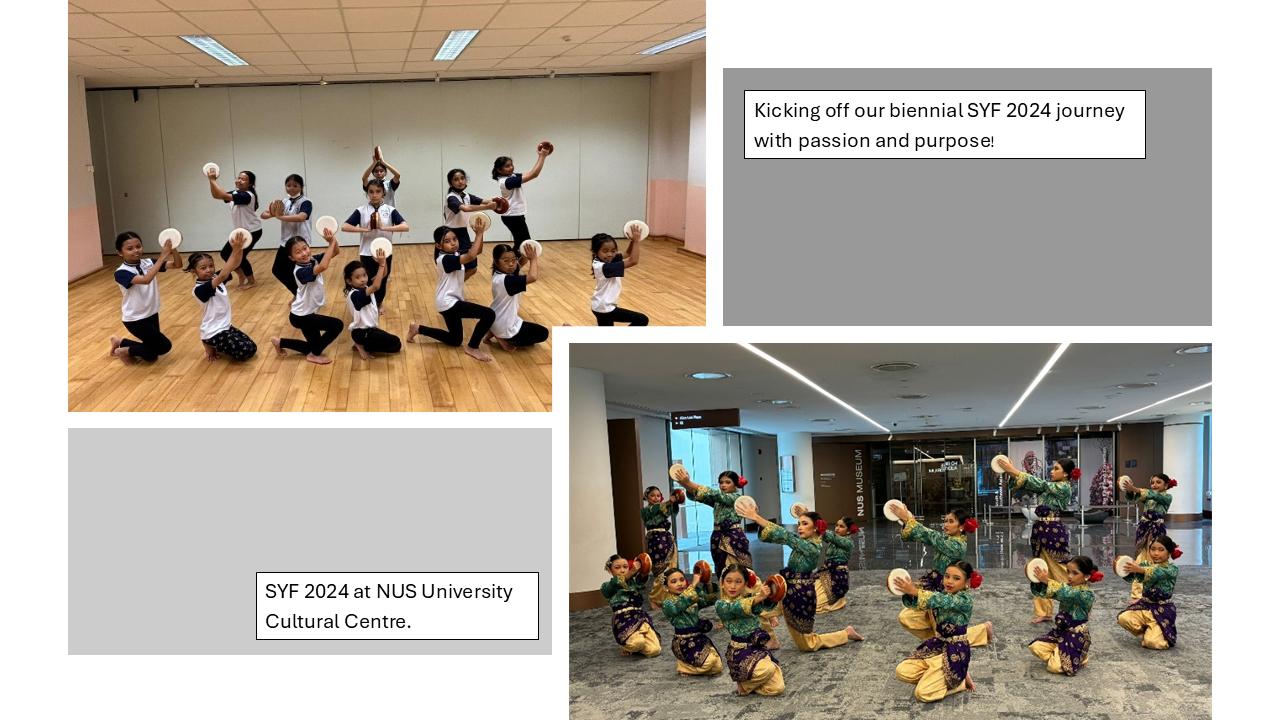 Kicking off our biennial SYF 2024 journey
with passion and purpose!
NUS MUSEUM
SYF 2024 at NUS University
Cultural Centre.